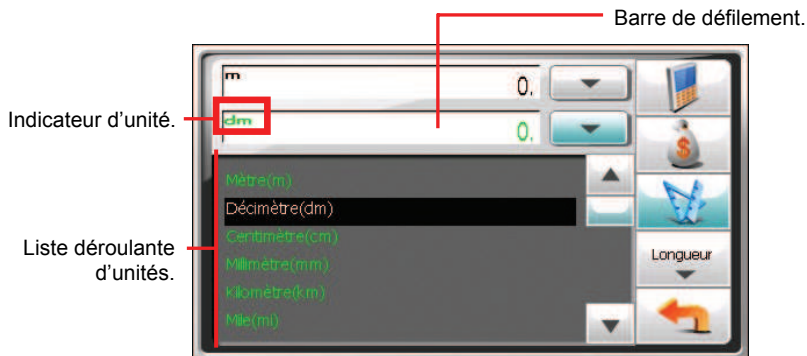 Barre de défilement.
m
0.
Indicateur d'unité.
dm
0.
Mètre(m)
Décimètre(dm)
Centimètre(cm)
Liste déroulante
d'unités.
Millimètre(mm)
Longueur
Kilomètre(km)
Mile(mi)
$